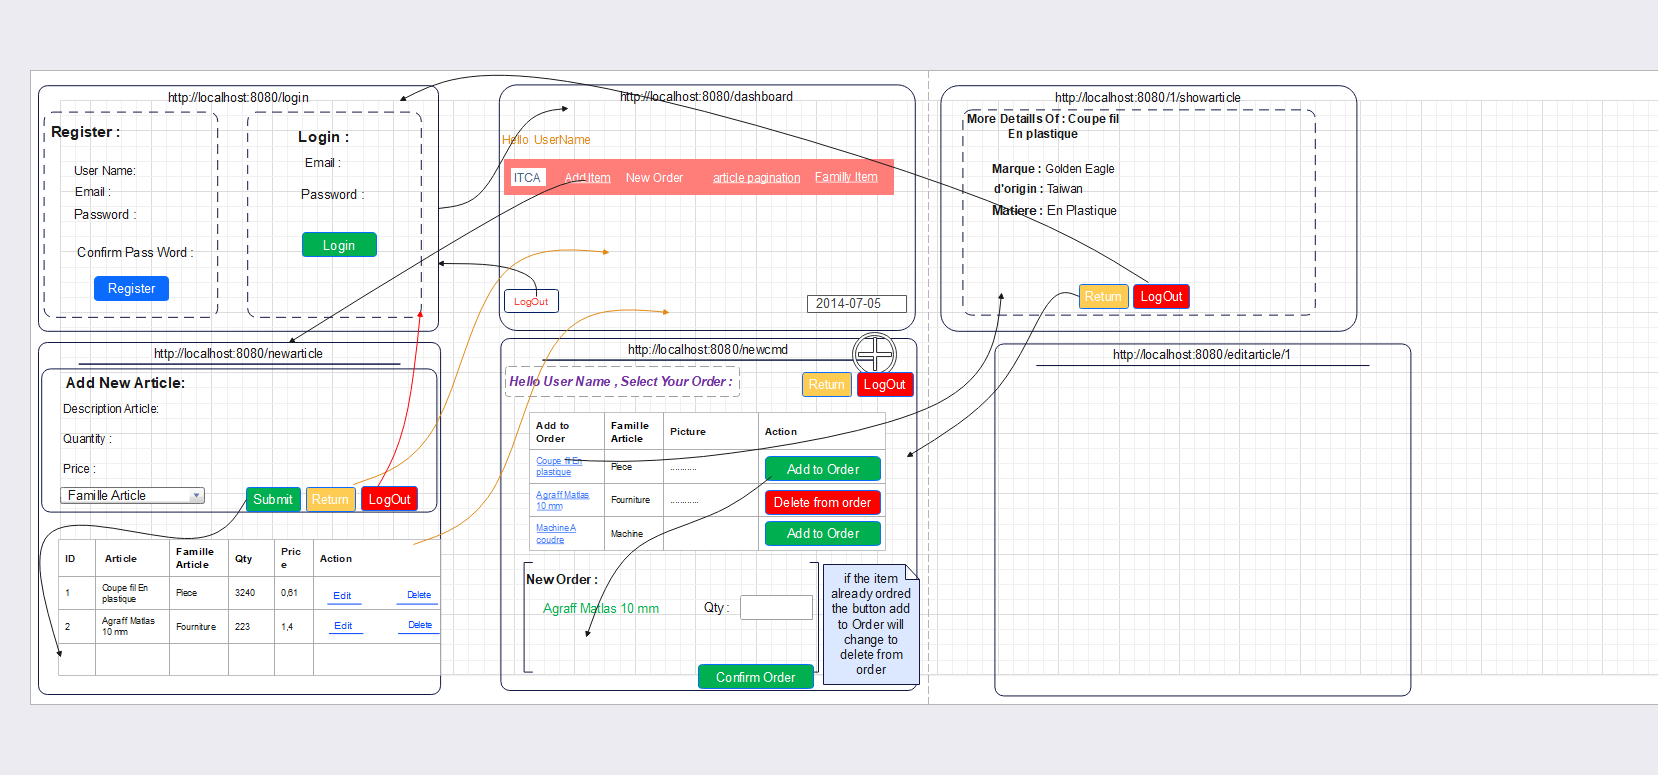 http://localhost:8080/login
Register :
User Name:
Email :
Password :
Confirm Pass Word :
Register
Login :
Email :
Password :
Login
http://localhost:8080/dashboard
Hello UserName
ITCA Add Item New Order article pagination Familly Item
LogOut
2014-07-05
http://localhost:8080/1/showarticle
More Detaills Of : Coupe fil
En plastique
Marque : Golden Eagle
d'origin : Taiwan
Matiere : En Plastique
Return LogOut
http://localhost:8080/newarticle
Add New Article:
Description Article:
Quantity :
Price :
Famille Article
Submit Return LogOut
ID Article Famille Article Qty Price Action
1 Coupe fil En plastique Piece 3240 0,61 Edit Delete
2 Agraff Matlas 10 mm Fourniture 223 1,4 Edit Delete
http://localhost:8080/newcmd
Return LogOut
Hello User Name , Select Your Order :
Add to Order Famille Article Picture Action
Coupe fil En plastique Piece ........... Add to Order
Agraff Matlas 10 mm Fourniture ............ Delete from order
Machine A coudre Machine Add to Order
New Order :
Agraff Matlas 10 mm Qty :
Confirm Order
if the item
already ordred
the button add
to Order will
change to
delete from
order
http://localhost:8080/editarticle/1